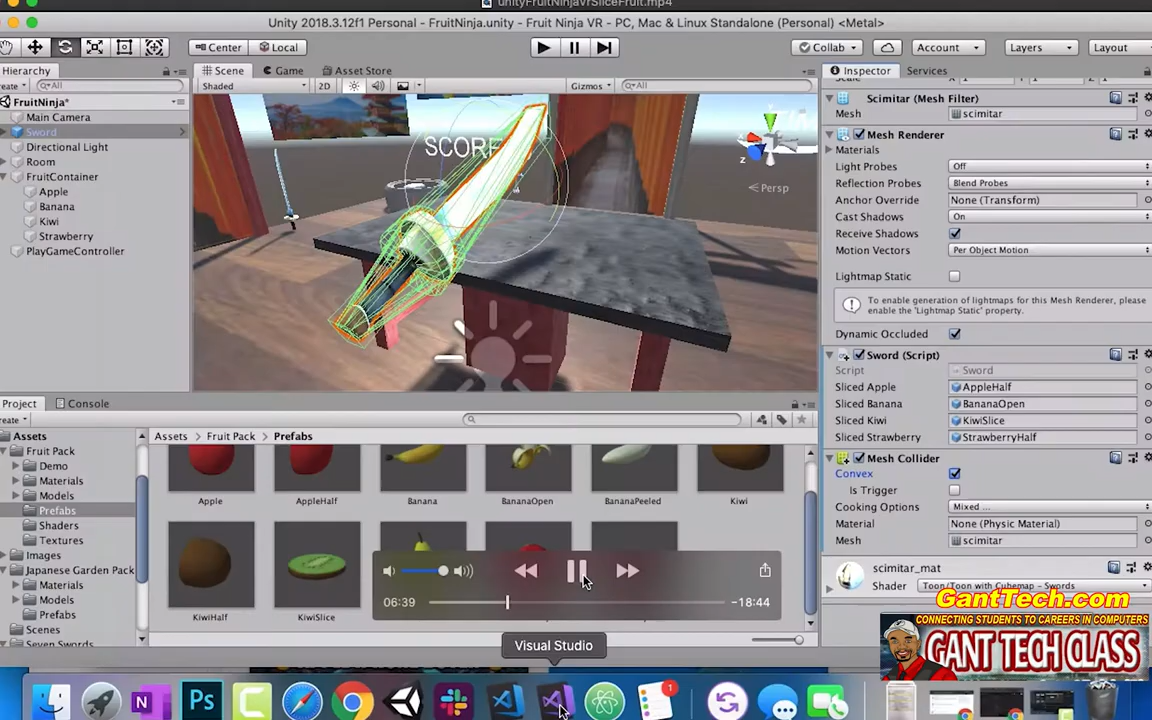 unityFruitNinjaVrSliceFruit.mp4
Unity 2018.3.12f1 Personal - FruitNinja.unity - Fruit Ninja VR - PC, Mac & Linux Standalone (Personal) <Metal>
Center
Local
Collab
Account
Layers
Layout
Hierarchy
Scene
Game
Asset Store
Inspector
Services
reate
All
Shaded
2D
Gizmos
All
FruitNinja*
Main Camera
Sword
Directional Light
Room
FruitContainer
Apple
Banana
Kiwi
Strawberry
PlayGameController
SCORE
z
Persp
Scale
Scimitar (Mesh Filter)
Mesh
scimitar
Mesh Renderer
Materials
Light Probes
Off
Reflection Probes
Blend Probes
Anchor Override
None (Transform)
Cast Shadows
On
Receive Shadows
Motion Vectors
Per Object Motion
Lightmap Static
To enable generation of lightmaps for this Mesh Renderer, please
enable the 'Lightmap Static' property.
Dynamic Occluded
Sword (Script)
Script
Sword
Sliced Apple
AppleHalf
Sliced Banana
BananaOpen
Sliced Kiwi
KiwiSlice
Sliced Strawberry
StrawberryHalf
Mesh Collider
Convex
Is Trigger
Cooking Options
Mixed ...
Material
None (Physic Material)
Mesh
scimitar
scimitar_mat
Shader
Toon/Toon with Cubemap - Swords
Project
Console
reate
Assets
Fruit Pack
Demo
Materials
Models
Prefabs
Shaders
Textures
Images
Japanese Garden Pack
Materials
Models
Prefabs
Scenes
Seven Swords
Assets
Fruit Pack
Prefabs
Apple
AppleHalf
Banana
BananaOpen
BananaPeeled
Kiwi
KiwiHalf
KiwiSlice
06:39
-18:44
Visual Studio
N
Ps
C
1
GantTech.com
CONNECTING STUDENTS TO CAREERS IN COMPUTERS
GANT TECH CLASS